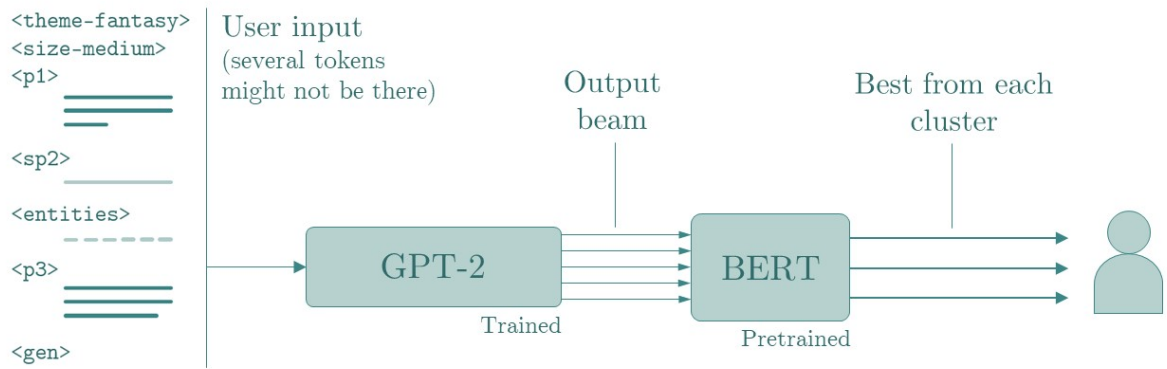 <theme-fantasy>
<size-medium>
<p1>
<sp2>
<entities>
<p3>
<gen>
User input
(several tokens
might not be there)
GPT-2
Trained
Output
beam
BERT
Pretrained
Best from each
cluster